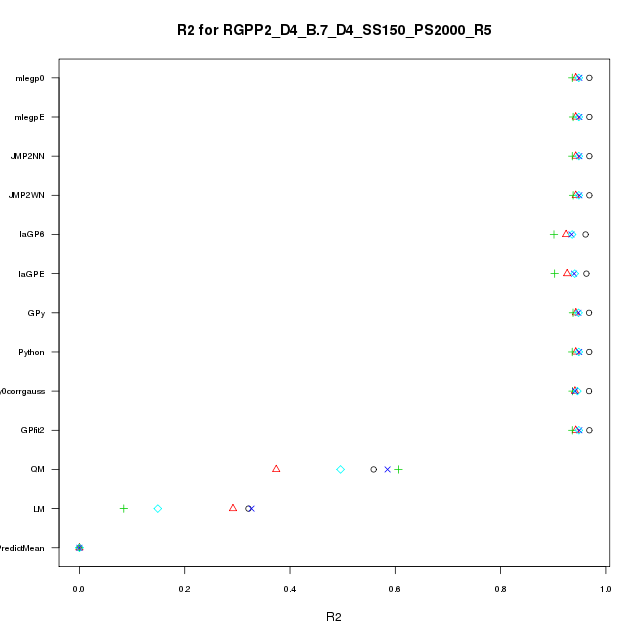 R2 for RGPP2_D4_B.7_D4_SS150_PS2000_R5
mlegp0
mlegpE
JMP2NN
JMP2WN
laGP6
laGPE
GPy
Python
y0corrgauss
GPfit2
QM
LM
PredictMean
0.0 0.2 0.4 0.6 0.8 1.0
R2